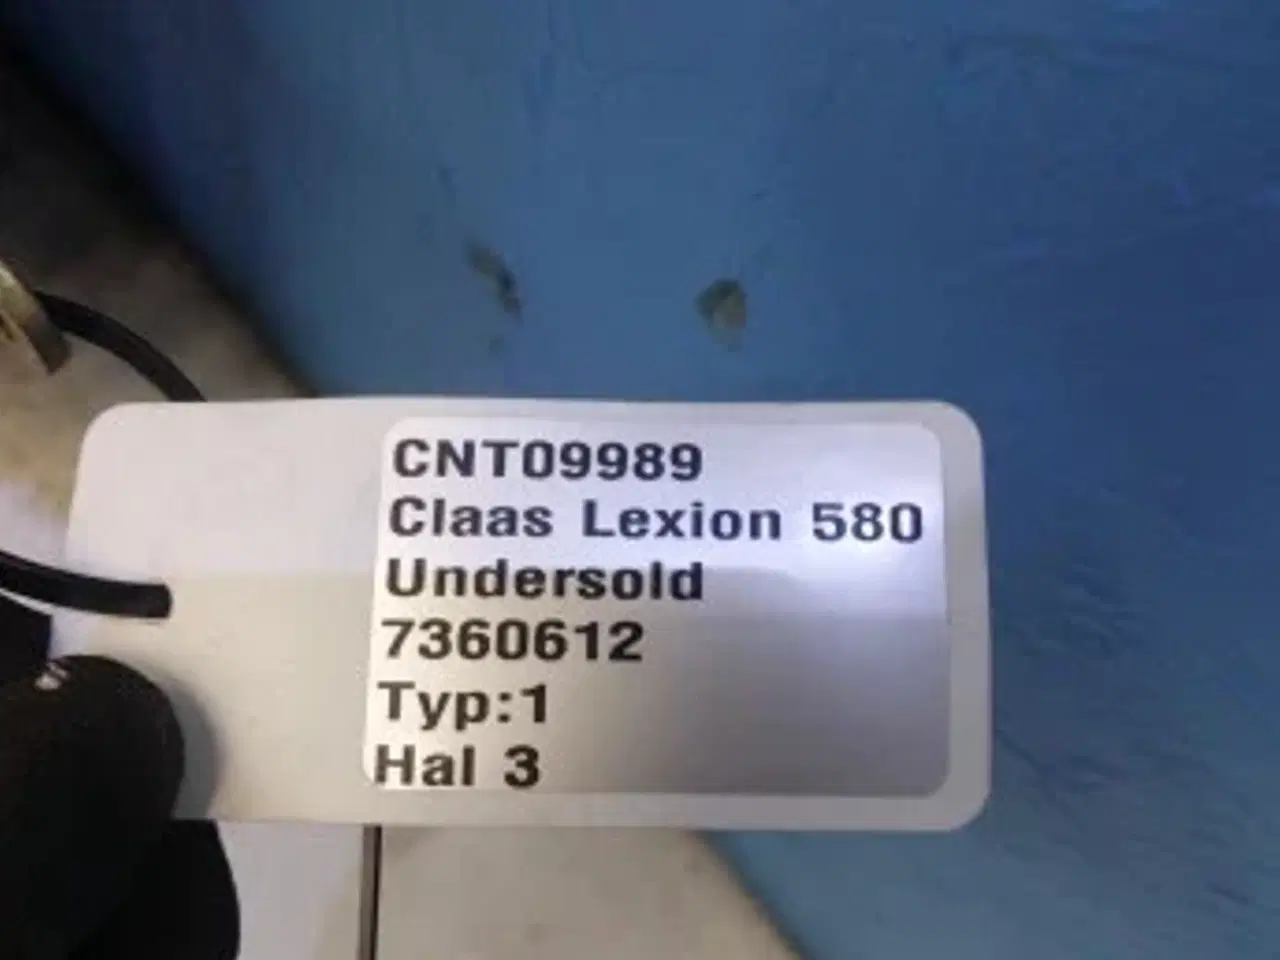 CNT09989
Claas Lexion 580
Undersold
7360612
Typ:1
Hal 3